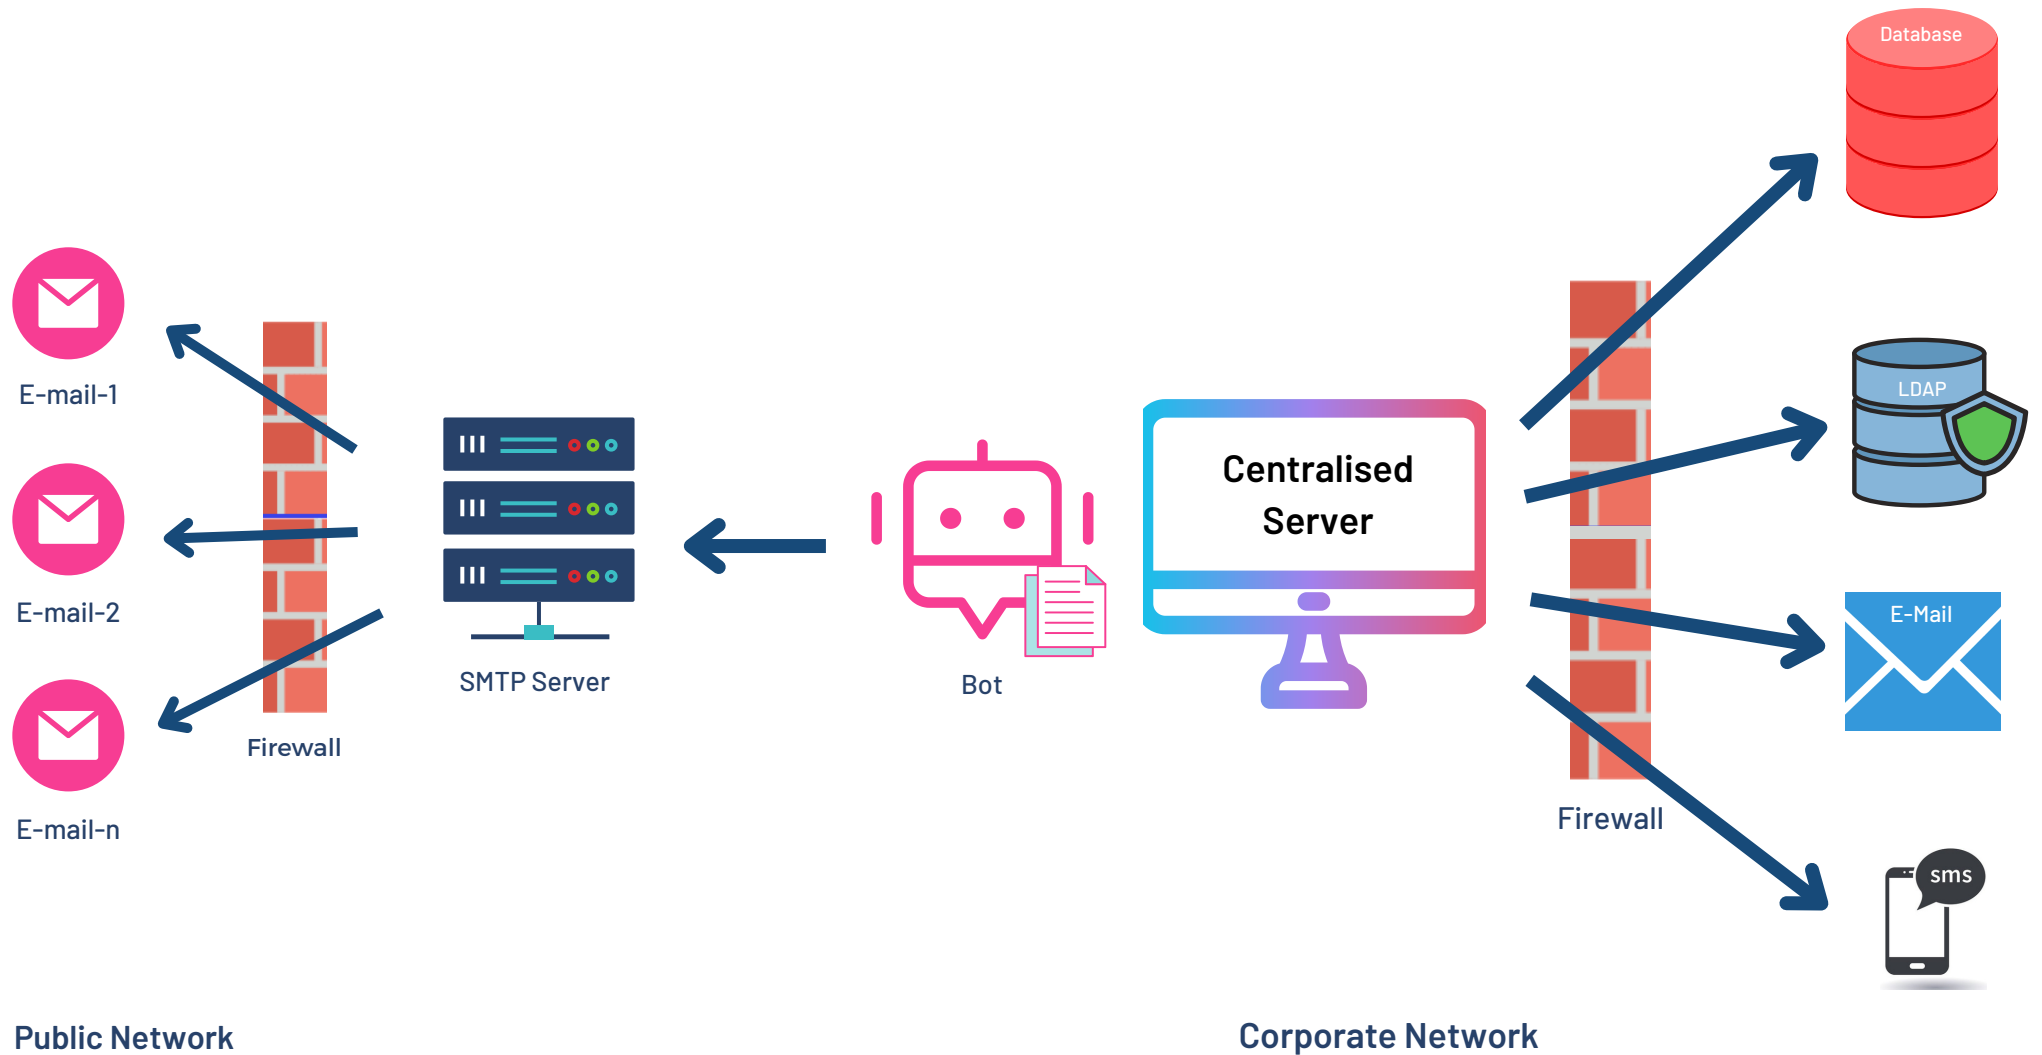 Database
LDAP
E-Mail
sms
Centralised
Server
Firewall
Bot
SMTP Server
Firewall
E-mail-1
E-mail-2
E-mail-n
Public Network
Corporate Network